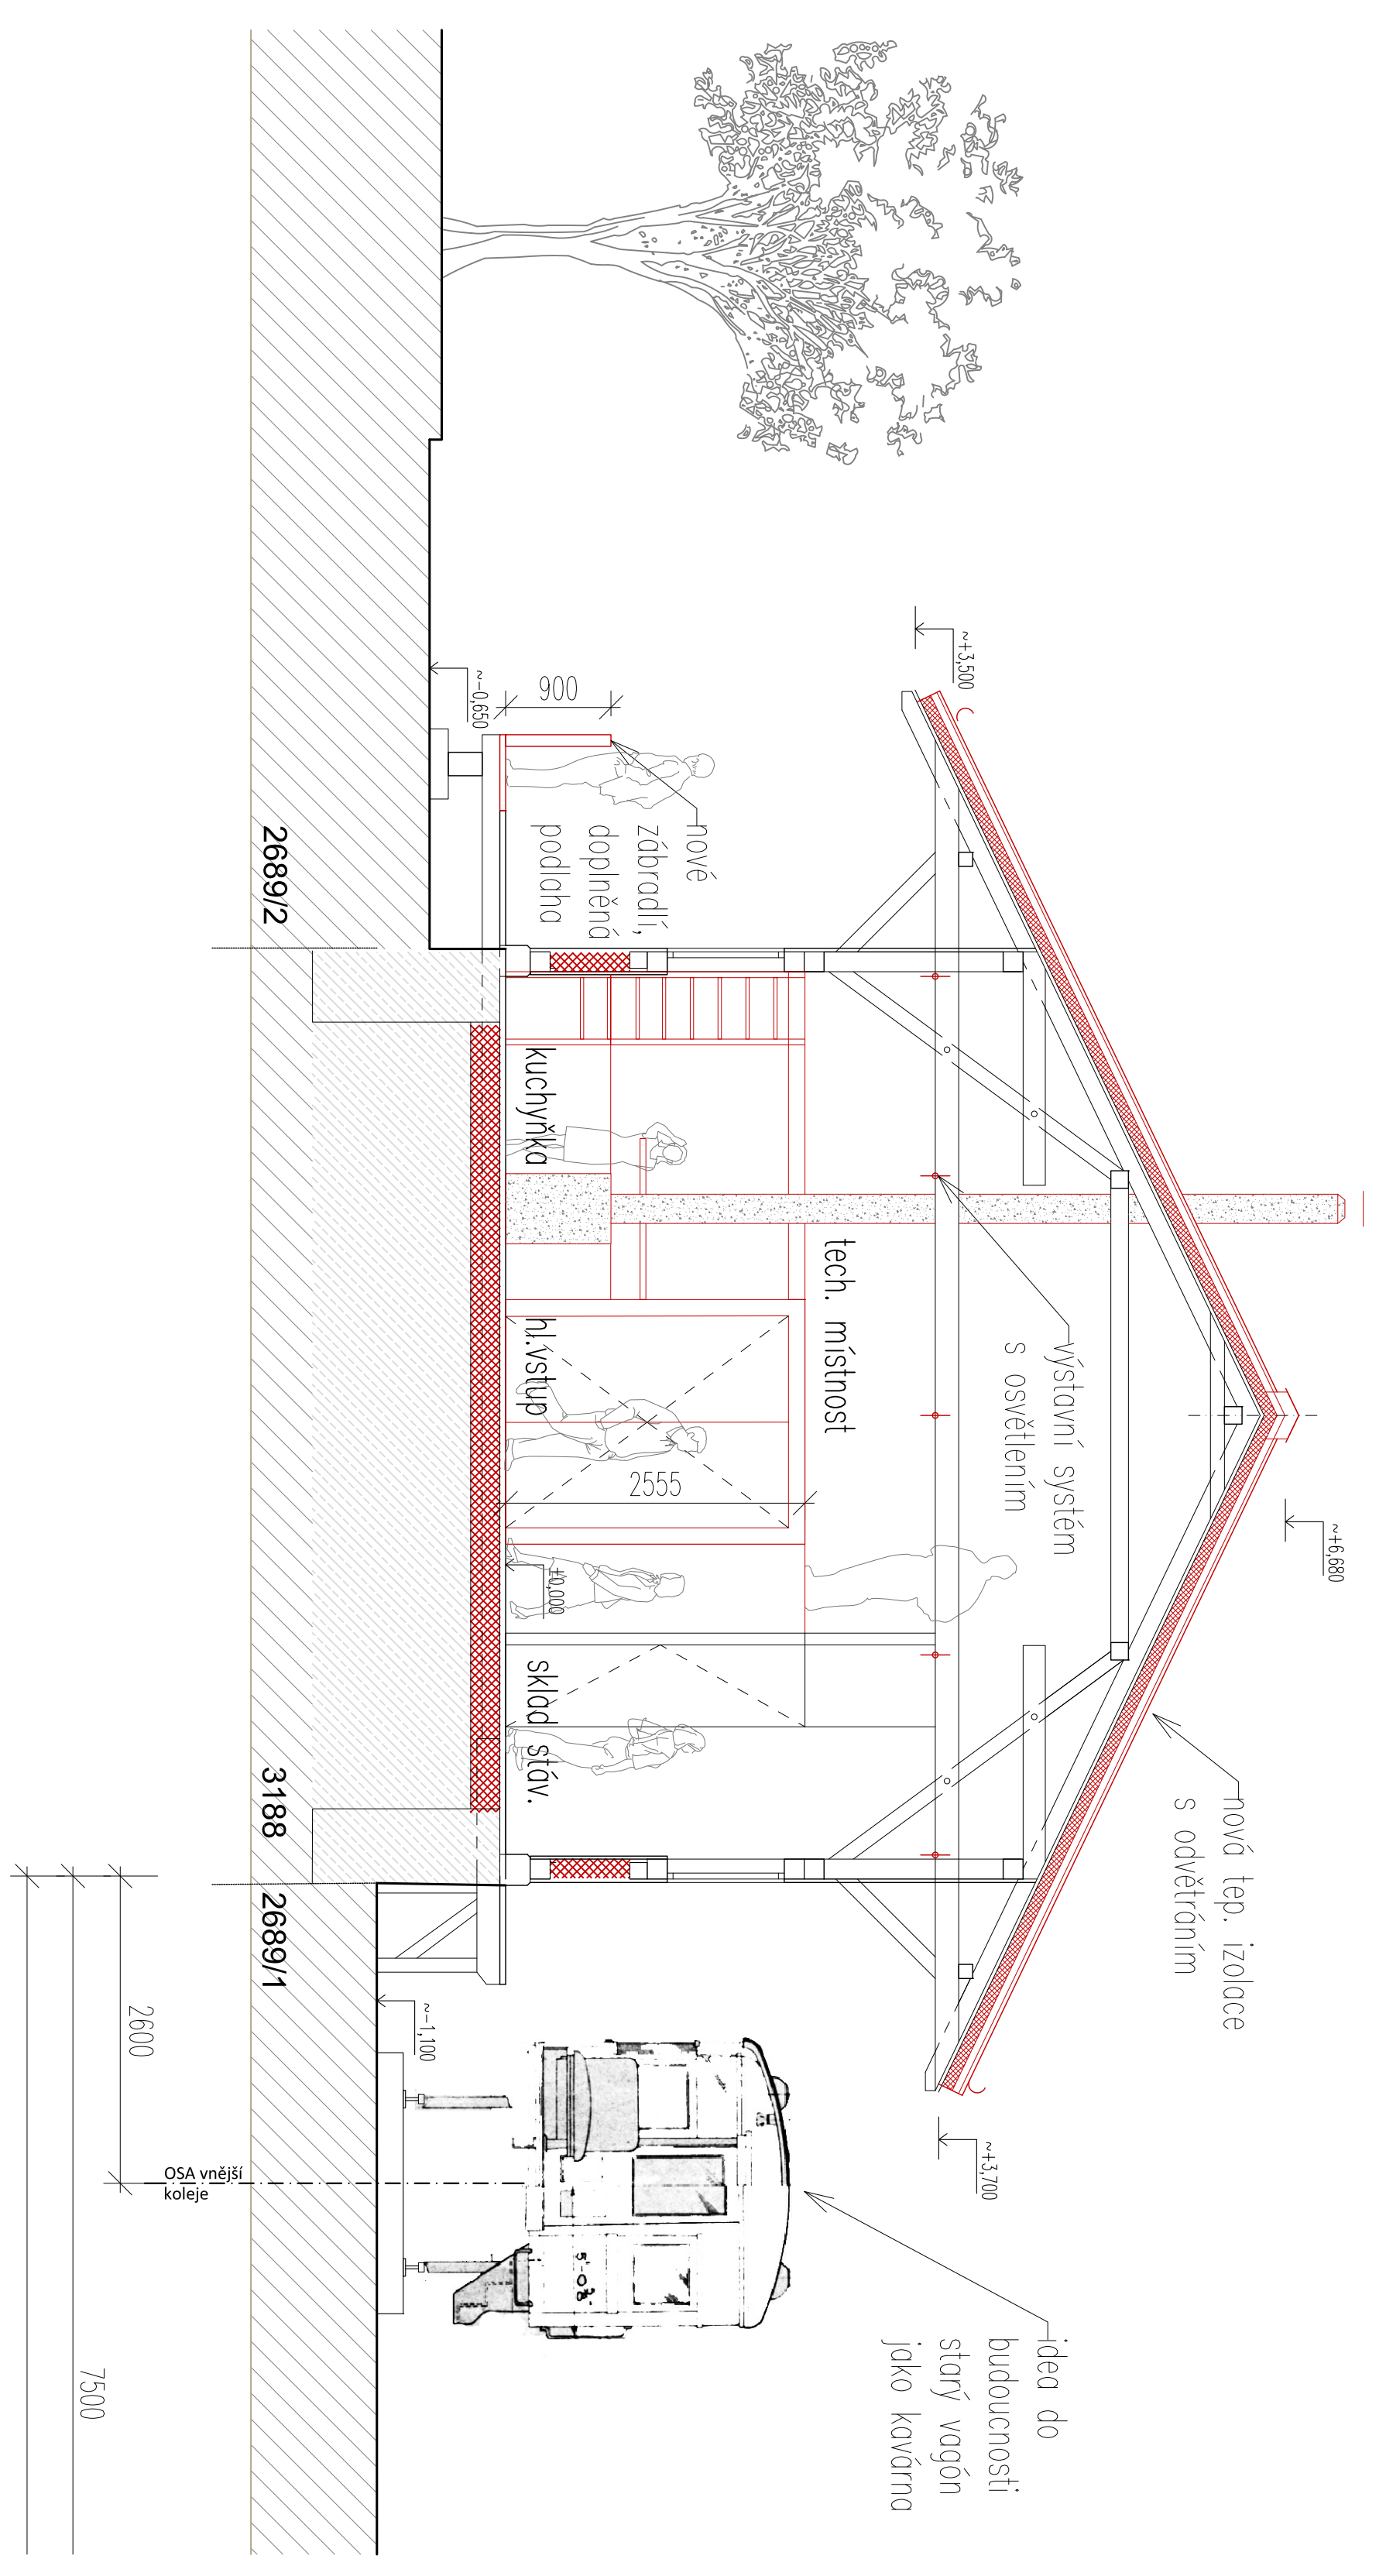 ~+6,680
nová tep. izolace
s odvětráním
výstavní systém
s osvětlením
~+3,500
~+3,700
idea do
budoucnosti
starý vagón
jako kavárna
tech. místnost
nové
zábradlí,
doplněná
podlaha
900
2555
kuchyňka
hl.vstup
±0,000
sklad stáv.
5-08
~-0,650
~-1,100
2689/2
3188
2689/1
OSA vnější
koleje
2600
7500